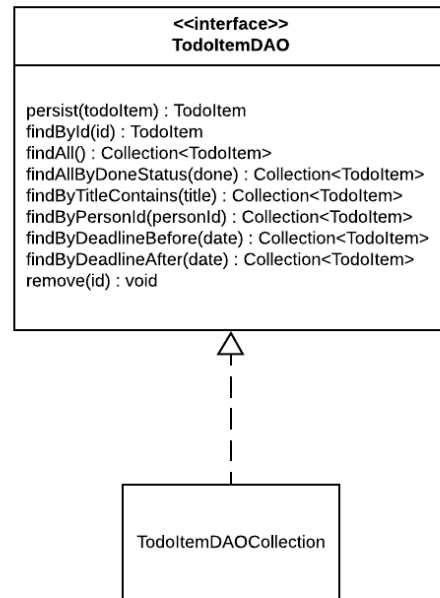 <<interface>>
TodoItemDAO
persist(todoItem) : TodoItem
findById(id) : TodoItem
findAll() : Collection<TodoItem>
findAllByDoneStatus(done) : Collection<TodoItem>
findByTitleContains(title) : Collection<TodoItem>
findByPersonId(personId) : Collection<TodoItem>
findByDeadlineBefore(date) : Collection<TodoItem>
findByDeadlineAfter(date) : Collection<TodoItem>
remove(id) : void
TodoItemDAOCollection